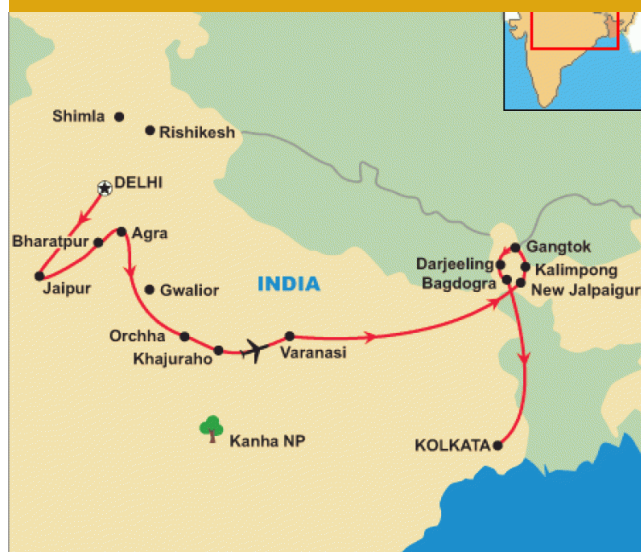 Shimla
Rishikesh
DELHI
Bharatpur
Agra
Jaipur
Gwalior
INDIA
Gangtok
Darjeeling
Kalimpong
Bagdogra
New Jalpaigur
Orchha
Khajuraho
Varanasi
Kanha NP
KOLKATA